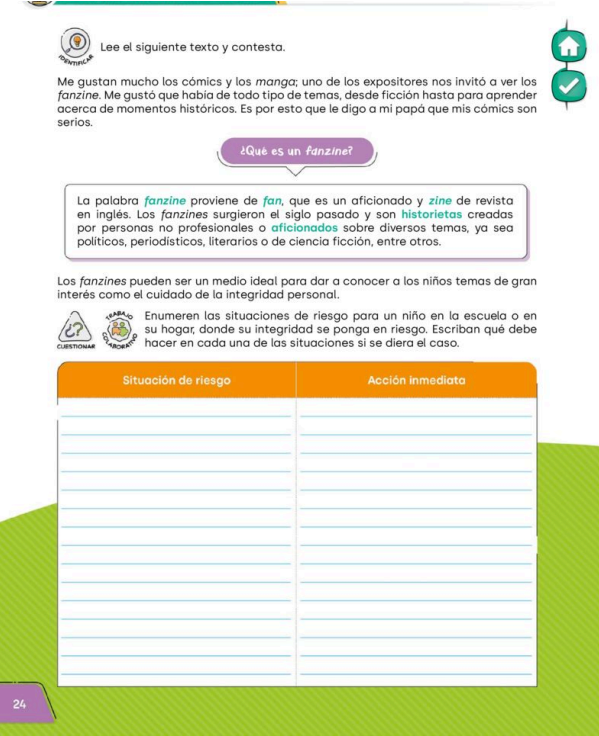 IDENTIFICAR
Lee el siguiente texto y contesta.
Me gustan mucho los cómics y los manga; uno de los expositores nos invitó a ver los
fanzine. Me gustó que había de todo tipo de temas, desde ficción hasta para aprender
acerca de momentos históricos. Es por esto que le digo a mi papá que mis cómics son
serios.
¿Qué es un fanzine?
La palabra fanzine proviene de fan, que es un aficionado y zine de revista
en inglés. Los fanzines surgieron el siglo pasado y son historietas creadas
por personas no profesionales o aficionados sobre diversos temas, ya sea
políticos, periodísticos, literarios o de ciencia ficción, entre otros.
Los fanzines pueden ser un medio ideal para dar a conocer a los niños temas de gran
interés como el cuidado de la integridad personal.
¿?
CUESTIONAR
TRABAJO
COLABORATIVO
Enumeren las situaciones de riesgo para un niño en la escuela o en
su hogar, donde su integridad se ponga en riesgo. Escriban qué debe
hacer en cada una de las situaciones si se diera el caso.
Situación de riesgo
Acción inmediata
24